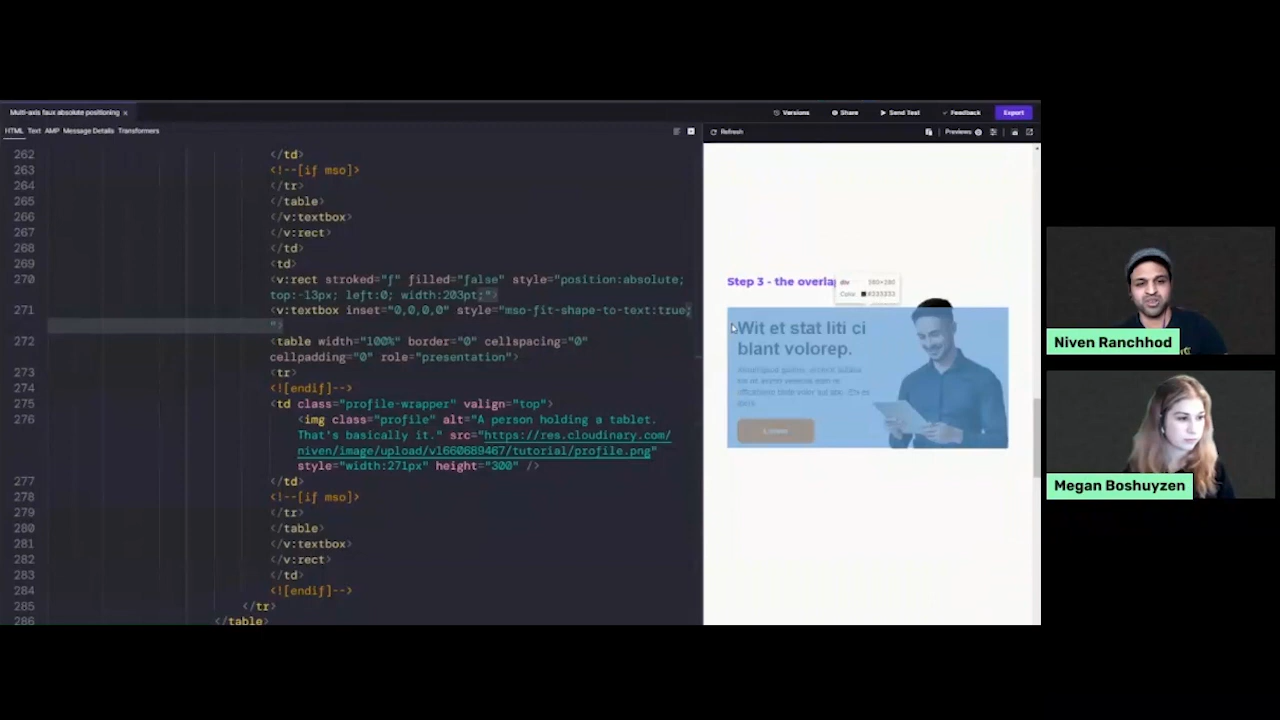 Multi-axis faux absolute positioning ×
Versions Share Send Test Feedback Export
HTML Text AMP Message Details Transformers
Refresh Previews
262 </td>
263 <!--[if mso]>
264 </tr>
265 </table>
266 </v:textbox>
267 </v:rect>
268 </td>
269 <td>
270 <v:rect stroked="f" filled="false" style="position:absolute;
top:-13px; left:0; width:203pt;">
271 <v:textbox inset="0,0,0,0" style="mso-fit-shape-to-text:true;
">
272 <table width="100%" border="0" cellspacing="0"
cellpadding="0" role="presentation">
273 <tr>
274 <![endif]-->
275 <td class="profile-wrapper" valign="top">
276 <img class="profile" alt="A person holding a tablet.
That's basically it." src="https://res.cloudinary.com/
niven/image/upload/v1660689467/tutorial/profile.png"
style="width:271px" height="300" />
277 </td>
278 <!--[if mso]>
279 </tr>
280 </table>
281 </v:textbox>
282 </v:rect>
283 </td>
284 <![endif]-->
285 </tr>
286 </table>
Step 3 - the overla
div
Color #333333
Wit et stat liti ci
blant volorep.
Niven Ranchhod
Megan Boshuyzen